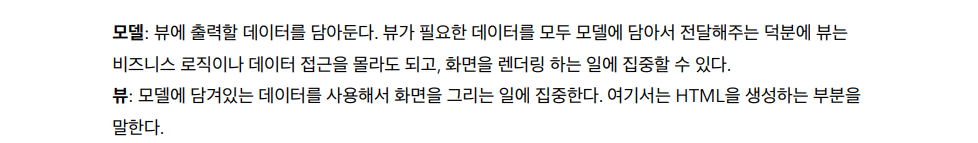 모델: 뷰에 출력할 데이터를 담아둔다. 뷰가 필요한 데이터를 모두 모델에 담아서 전달해주는 덕분에 뷰는
비즈니스 로직이나 데이터 접근을 몰라도 되고, 화면을 렌더링 하는 일에 집중할 수 있다.
뷰: 모델에 담겨있는 데이터를 사용해서 화면을 그리는 일에 집중한다. 여기서는 HTML을 생성하는 부분을
말한다.